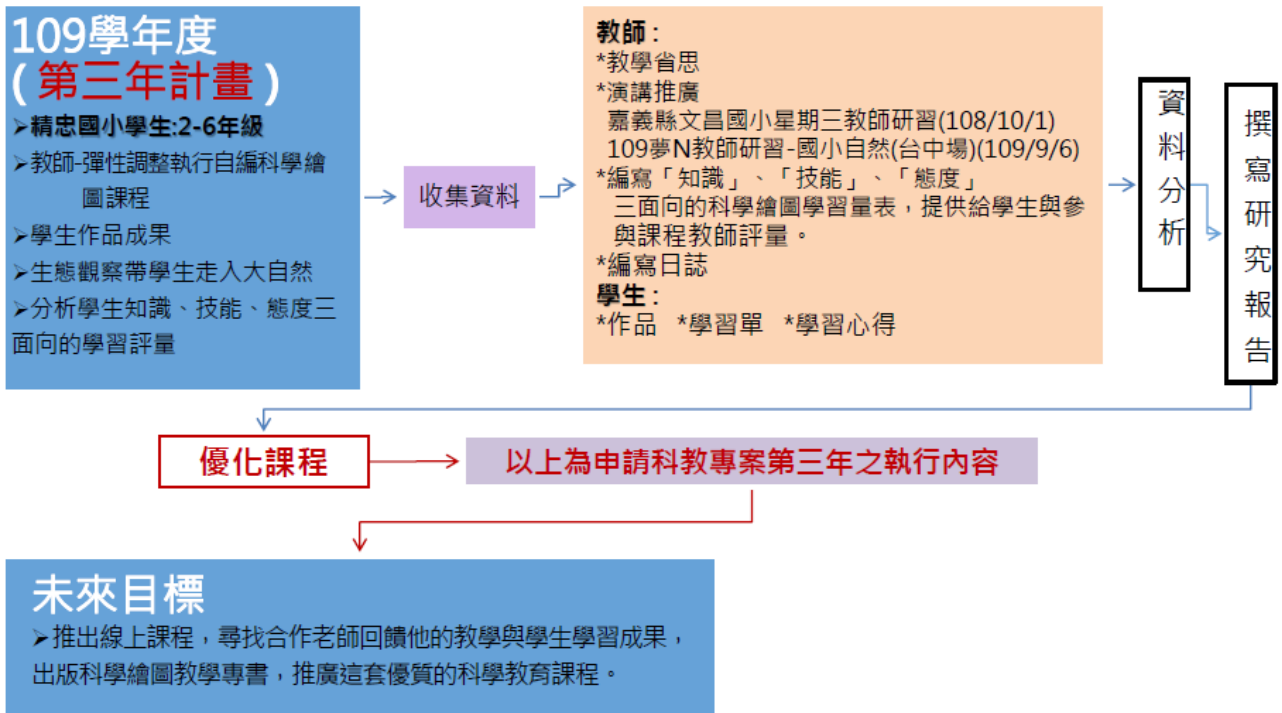 109學年度
(第三年計畫)
➢精忠國小學生:2-6年級
➢教師-彈性調整執行自編科學繪
圖課程
➢學生作品成果
➢生態觀察帶學生走入大自然
➢分析學生知識、技能、態度三
面向的學習評量
收集資料
教師:
*教學省思
*演講推廣
嘉義縣文昌國小星期三教師研習(108/10/1)
109夢N教師研習-國小自然(台中場)(109/9/6)
*編寫「知識」、「技能」、「態度」
三面向的科學繪圖學習量表，提供給學生與參
與課程教師評量。
*編寫日誌
學生:
*作品 *學習單 *學習心得
資料分析
撰寫研究報告
優化課程
以上為申請科教專案第三年之執行內容
未來目標
➢推出線上課程，尋找合作老師回饋他的教學與學生學習成果，
出版科學繪圖教學專書，推廣這套優質的科學教育課程。